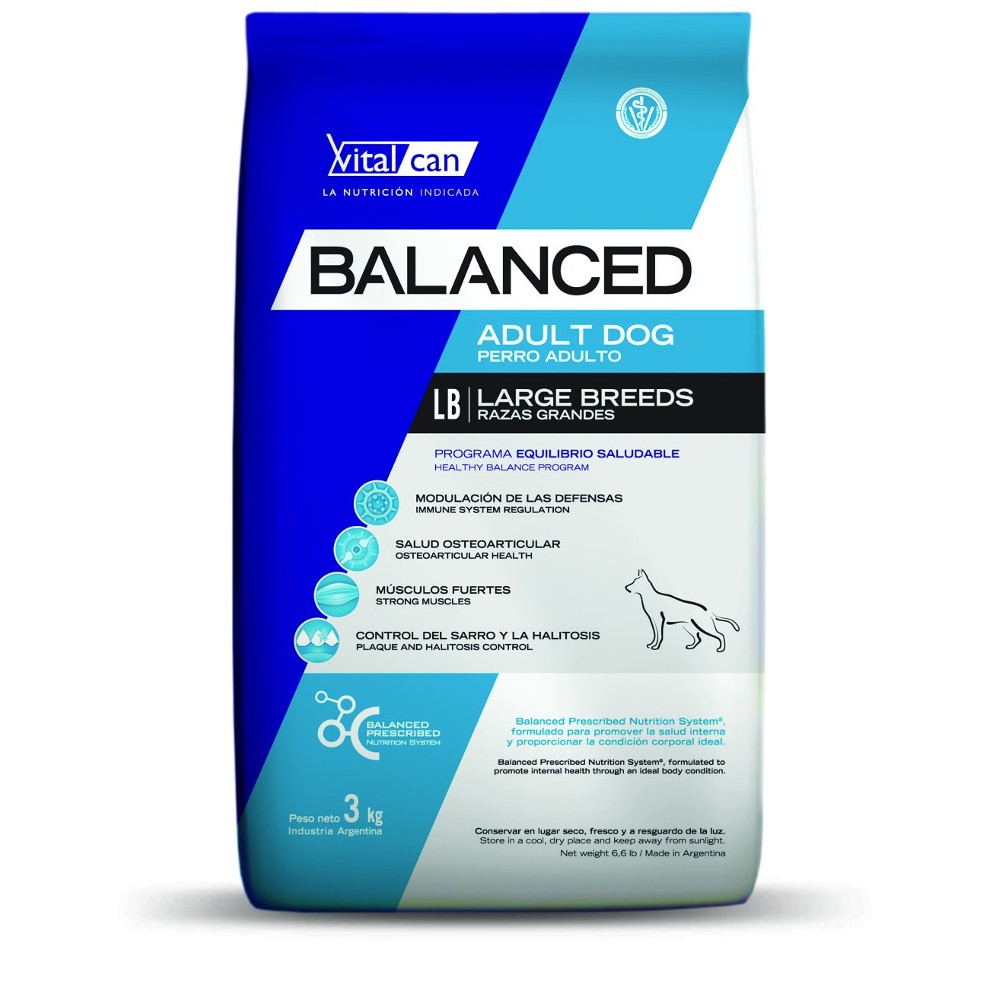 Vital can
LA NUTRICIÓN INDICADA
BALANCED
ADULT DOG
PERRO ADULTO
LB | LARGE BREEDS
RAZAS GRANDES
PROGRAMA EQUILIBRIO SALUDABLE
HEALTHY BALANCE PROGRAM
MODULACIÓN DE LAS DEFENSAS
IMMUNE SYSTEM REGULATION
SALUD OSTEOARTICULAR
OSTEOARTICULAR HEALTH
MÚSCULOS FUERTES
STRONG MUSCLES
CONTROL DEL SARRO Y LA HALITOSIS
PLAQUE AND HALITOSIS CONTROL
BALANCED
PRESCRIBED
NUTRITION SYSTEM
Balanced Prescribed Nutrition System®,
formulado para promover la salud interna
y proporcionar la condición corporal ideal.
Balanced Prescribed Nutrition System®, formulated to
promote internal health through an ideal body condition.
Peso neto 3 kg
Industria Argentina
Conservar en lugar seco, fresco y a resguardo de la luz.
Store in a cool, dry place and keep away from sunlight.
Net weight 6,6 lb / Made in Argentina